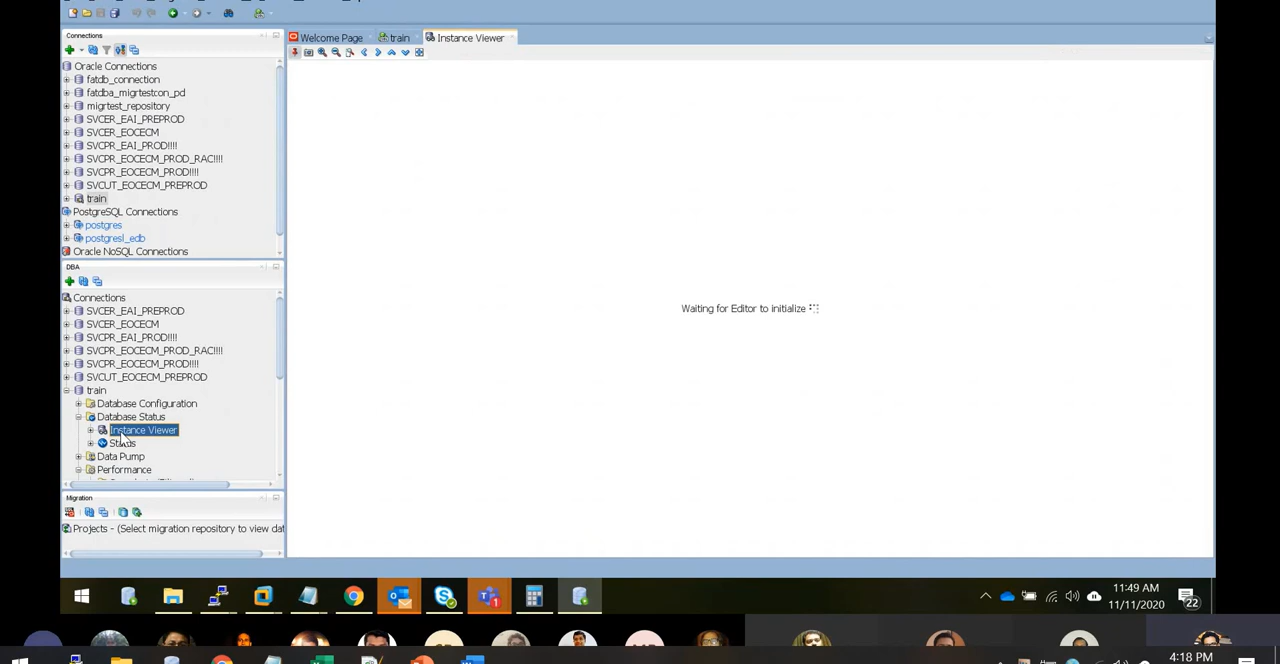 Connections
Welcome Page
train
Instance Viewer
Oracle Connections
fatdb_connection
fatdba_migrtestcon_pd
migrtest_repository
SVCER_EAI_PREPROD
SVCER_EOCECM
SVCPR_EAI_PROD!!!!
SVCPR_EOCECM_PROD_RAC!!!!
SVCPR_EOCECM_PROD!!!!
SVCUT_EOCECM_PREPROD
train
PostgreSQL Connections
postgres
postgresl_edb
Oracle NoSQL Connections
DBA
Connections
SVCER_EAI_PREPROD
SVCER_EOCECM
SVCPR_EAI_PROD!!!!
SVCPR_EOCECM_PROD_RAC!!!!
SVCPR_EOCECM_PROD!!!!
SVCUT_EOCECM_PREPROD
train
Database Configuration
Database Status
Instance Viewer
Status
Data Pump
Performance
Waiting for Editor to initialize
Migration
Projects - (Select migration repository to view dat
11:49 AM
11/11/2020
22
1
4:18 PM